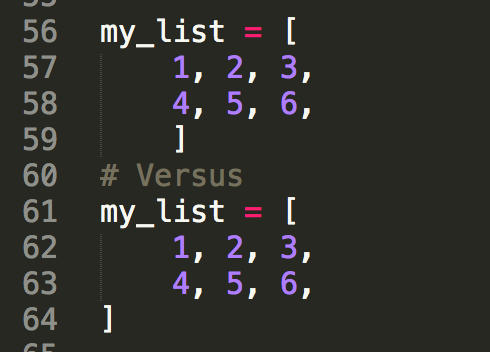 56 my_list = [
57     1, 2, 3,
58     4, 5, 6,
59     ]
60 # Versus
61 my_list = [
62     1, 2, 3,
63     4, 5, 6,
64 ]